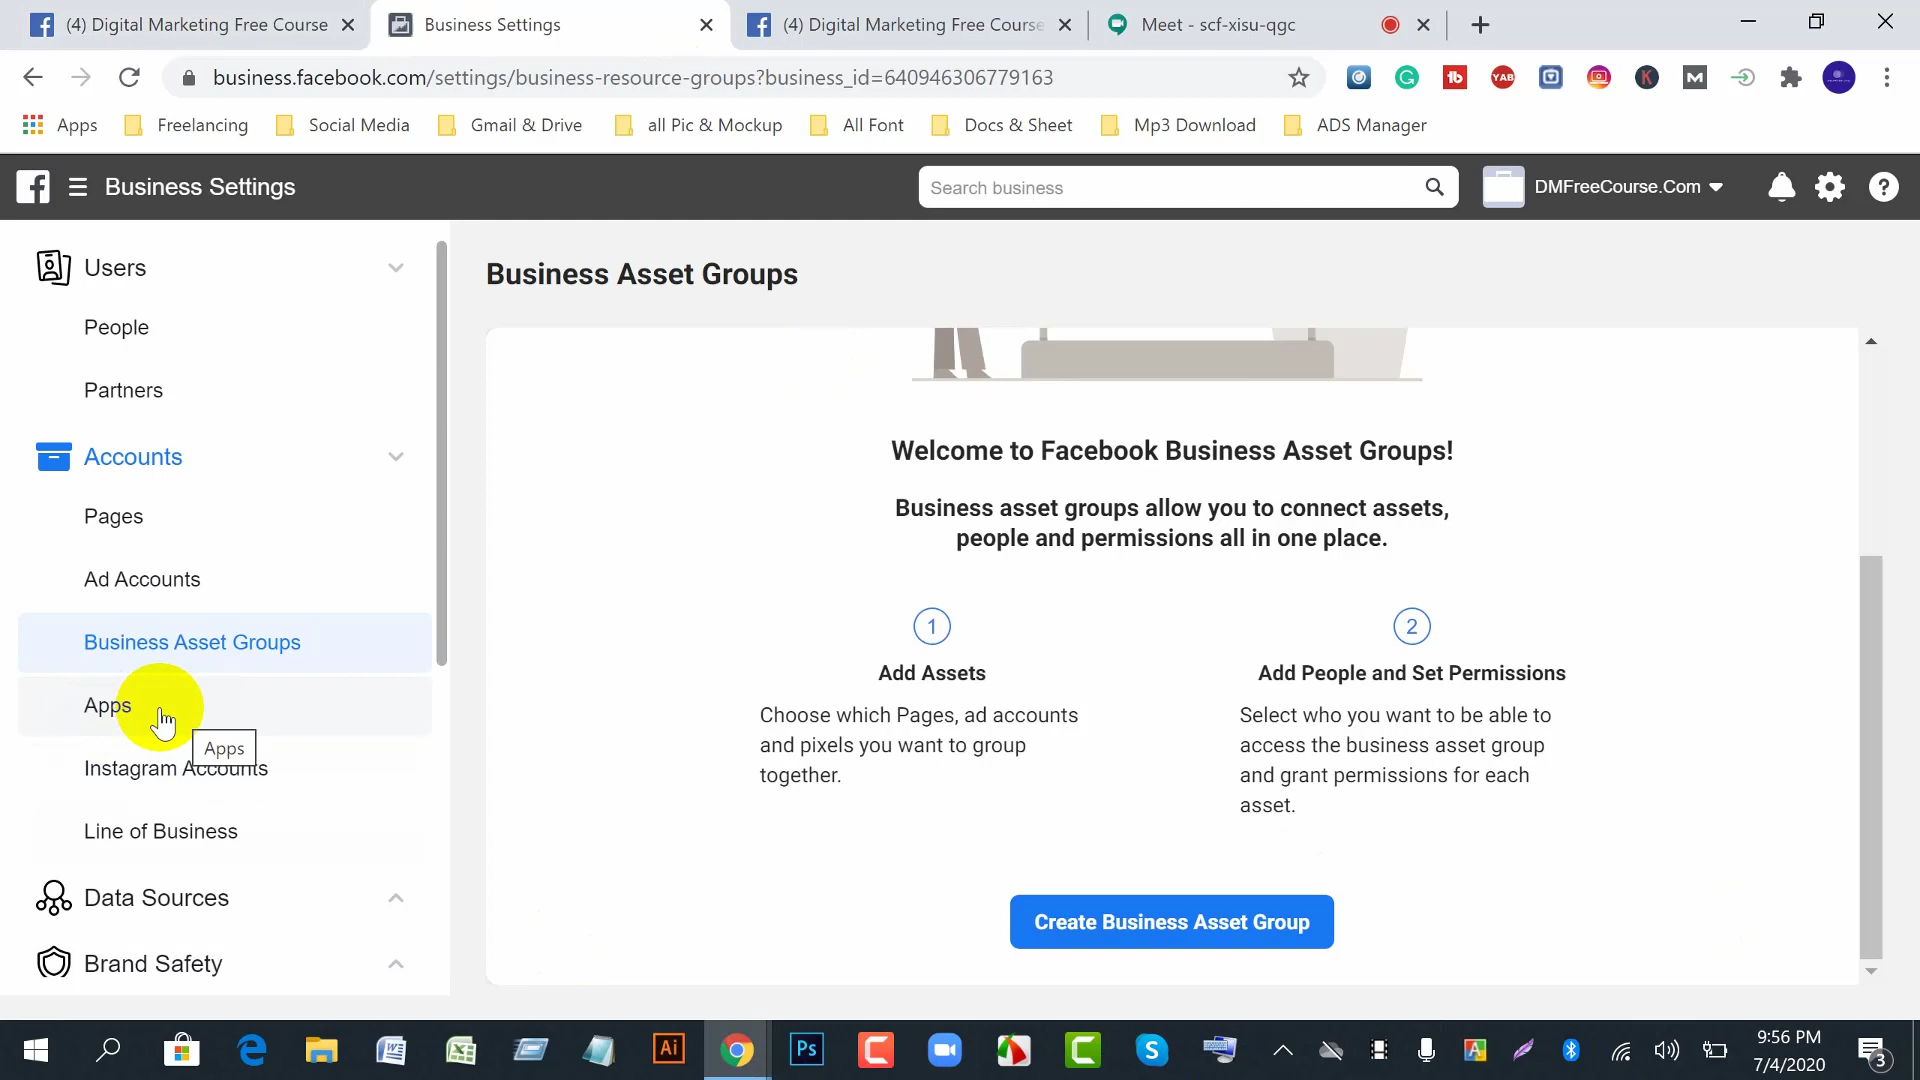 (4) Digital Marketing Free Course
Business Settings
(4) Digital Marketing Free Course
Meet - scf-xisu-qgc
business.facebook.com/settings/business-resource-groups?business_id=640946306779163
Apps
Freelancing
Social Media
Gmail & Drive
all Pic & Mockup
All Font
Docs & Sheet
Mp3 Download
ADS Manager
Business Settings
Search business
DMFreeCourse.Com
Users
People
Partners
Accounts
Pages
Ad Accounts
Business Asset Groups
Apps
Apps
Instagram Accounts
Line of Business
Data Sources
Brand Safety
Business Asset Groups
Welcome to Facebook Business Asset Groups!
Business asset groups allow you to connect assets,
people and permissions all in one place.
1
Add Assets
Choose which Pages, ad accounts
and pixels you want to group
together.
2
Add People and Set Permissions
Select who you want to be able to
access the business asset group
and grant permissions for each
asset.
Create Business Asset Group
9:56 PM
7/4/2020
3